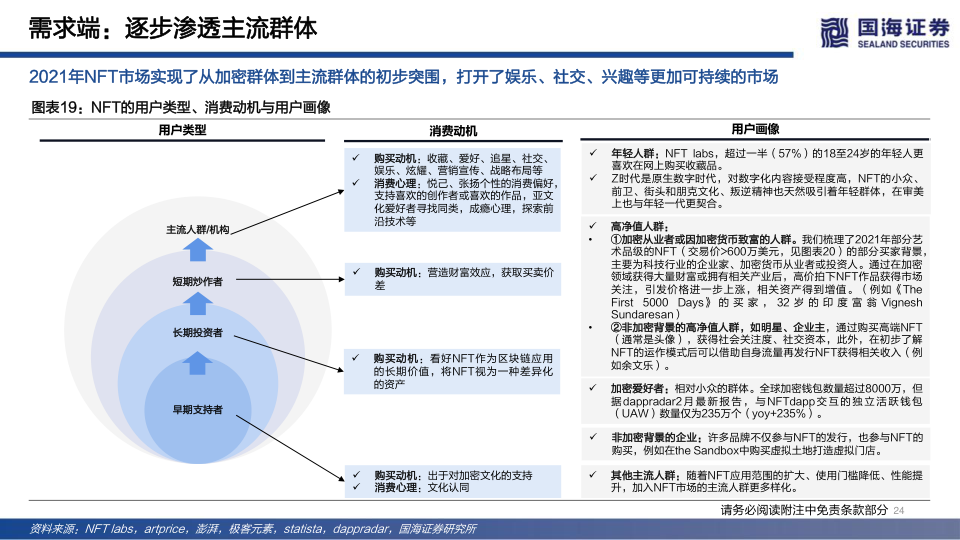 需求端：逐步渗透主流群体
国海证券
SEALAND SECURITIES
2021年NFT市场实现了从加密群体到主流群体的初步突围，打开了娱乐、社交、兴趣等更加可持续的市场
图表19：NFT的用户类型、消费动机与用户画像
用户类型
主流人群/机构
短期炒作者
长期投资者
早期支持者
消费动机
✓ 购买动机：收藏、爱好、追星、社交、
娱乐、炫耀、营销宣传、战略布局等
✓ 消费心理：悦己、张扬个性的消费偏好，
支持喜欢的创作者或喜欢的作品，亚文
化爱好者寻找同类，成瘾心理，探索前
沿技术等
✓ 购买动机：营造财富效应，获取买卖价
差
✓ 购买动机：看好NFT作为区块链应用
的长期价值，将NFT视为一种差异化
的资产
✓ 购买动机：出于对加密文化的支持
✓ 消费心理：文化认同
用户画像
✓ 年轻人群：NFT labs，超过一半（57%）的18至24岁的年轻人更
喜欢在网上购买收藏品。
✓ Z时代是原生数字时代，对数字化内容接受程度高，NFT的小众、
前卫、街头和朋克文化、叛逆精神也天然吸引着年轻群体，在审美
上也与年轻一代更契合。
✓ 高净值人群：
• ①加密从业者或因加密货币致富的人群。我们梳理了2021年部分艺
术品级的NFT（交易价>600万美元，见图表20）的部分买家背景，
主要为科技行业的企业家、加密货币从业者或投资人。通过在加密
领域获得大量财富或拥有相关产业后，高价拍下NFT作品获得市场
关注，引发价格进一步上涨，相关资产得到增值。（例如《The
First 5000 Days》的买家，32岁的印度富翁Vignesh
Sundaresan）
• ②非加密背景的高净值人群，如明星、企业主，通过购买高端NFT
（通常是头像），获得社会关注度、社交资本，此外，在初步了解
NFT的运作模式后可以借助自身流量再发行NFT获得相关收入（例
如余文乐）。
✓ 加密爱好者：相对小众的群体。全球加密钱包数量超过8000万，但
据dappradar2月最新报告，与NFTdapp交互的独立活跃钱包
（UAW）数量仅为235万个（yoy+235%）。
✓ 非加密背景的企业：许多品牌不仅参与NFT的发行，也参与NFT的
购买，例如在the Sandbox中购买虚拟土地打造虚拟门店。
✓ 其他主流人群：随着NFT应用范围的扩大、使用门槛降低、性能提
升，加入NFT市场的主流人群更多样化。
请务必阅读附注中免责条款部分 24
资料来源：NFT labs，artprice，澎湃，极客元素，statista，dappradar，国海证券研究所